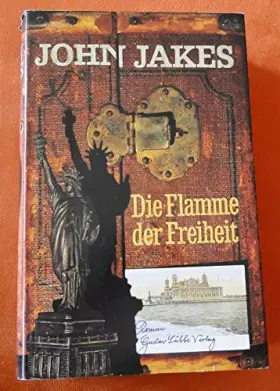 JOHN JAKES
Die Flamme
der Freiheit
Roman
Gustav Lübbe Verlag